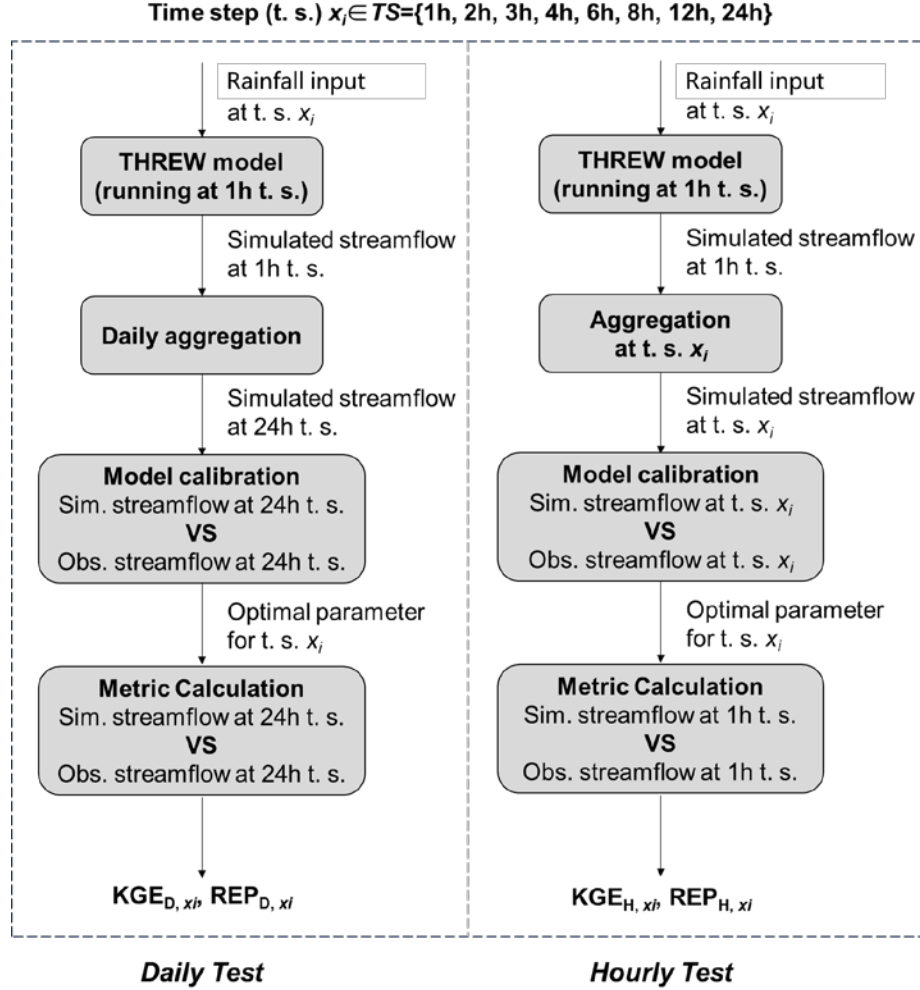 Time step (t. s.) xᵢ∈TS={1h, 2h, 3h, 4h, 6h, 8h, 12h, 24h}
Rainfall input
at t. s. xᵢ
THREW model
(running at 1h t. s.)
Simulated streamflow
at 1h t. s.
Daily aggregation
Simulated streamflow
at 24h t. s.
Model calibration
Sim. streamflow at 24h t. s.
VS
Obs. streamflow at 24h t. s.
Optimal parameter
for t. s. xᵢ
Metric Calculation
Sim. streamflow at 24h t. s.
VS
Obs. streamflow at 24h t. s.
KGE_D, xi, REP_D, xi
Daily Test
Rainfall input
at t. s. xᵢ
THREW model
(running at 1h t. s.)
Simulated streamflow
at 1h t. s.
Aggregation
at t. s. xᵢ
Simulated streamflow
at t. s. xᵢ
Model calibration
Sim. streamflow at t. s. xᵢ
VS
Obs. streamflow at t. s. xᵢ
Optimal parameter
for t. s. xᵢ
Metric Calculation
Sim. streamflow at 1h t. s.
VS
Obs. streamflow at 1h t. s.
KGE_H, xi, REP_H, xi
Hourly Test